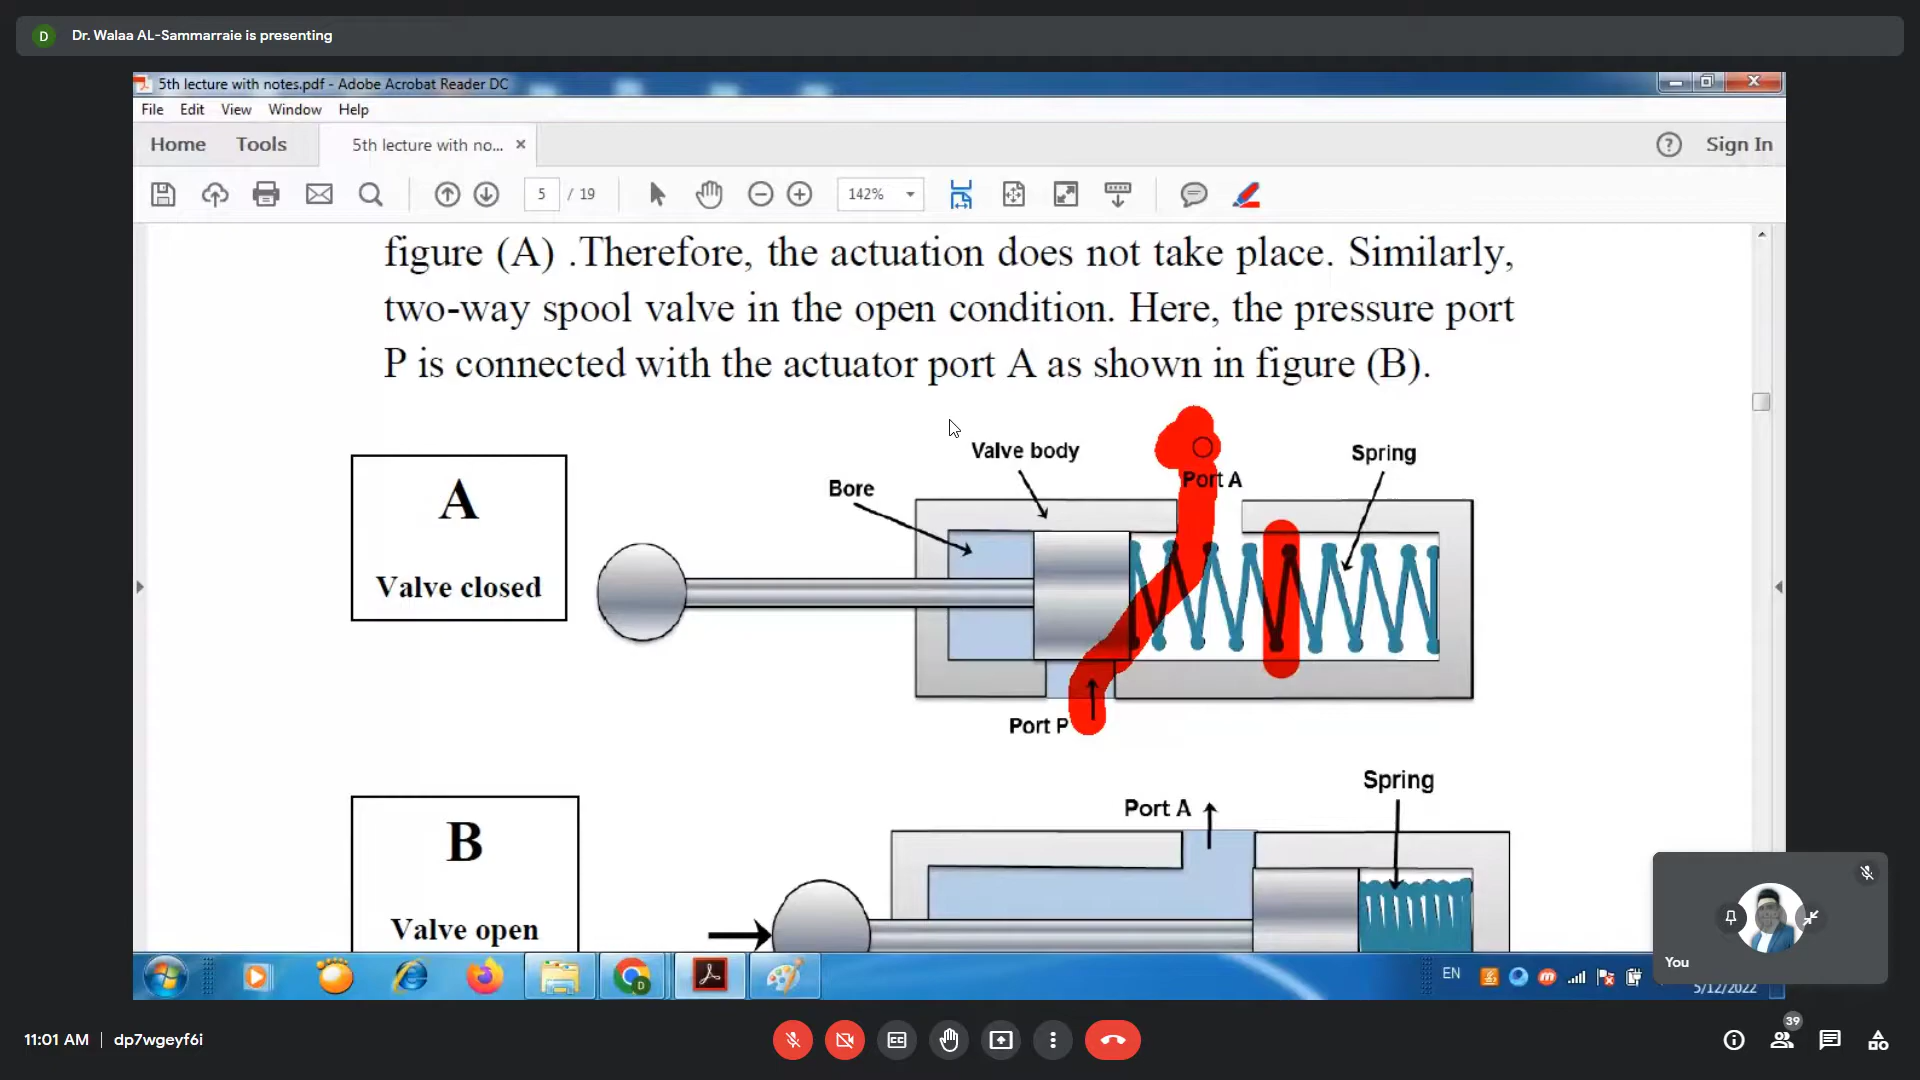 D Dr. Walaa AL-Sammarraie is presenting
5th lecture with notes.pdf - Adobe Acrobat Reader DC
File Edit View Window Help
Home Tools 5th lecture with no... × ? Sign In
5 / 19 142%
figure (A) .Therefore, the actuation does not take place. Similarly,
two-way spool valve in the open condition. Here, the pressure port
P is connected with the actuator port A as shown in figure (B).
A
Valve closed
Bore
Valve body
Port A
Spring
Port P
B
Valve open
Port A
Spring
You
EN
5/12/2022
11:01 AM | dp7wgeyf6i
39